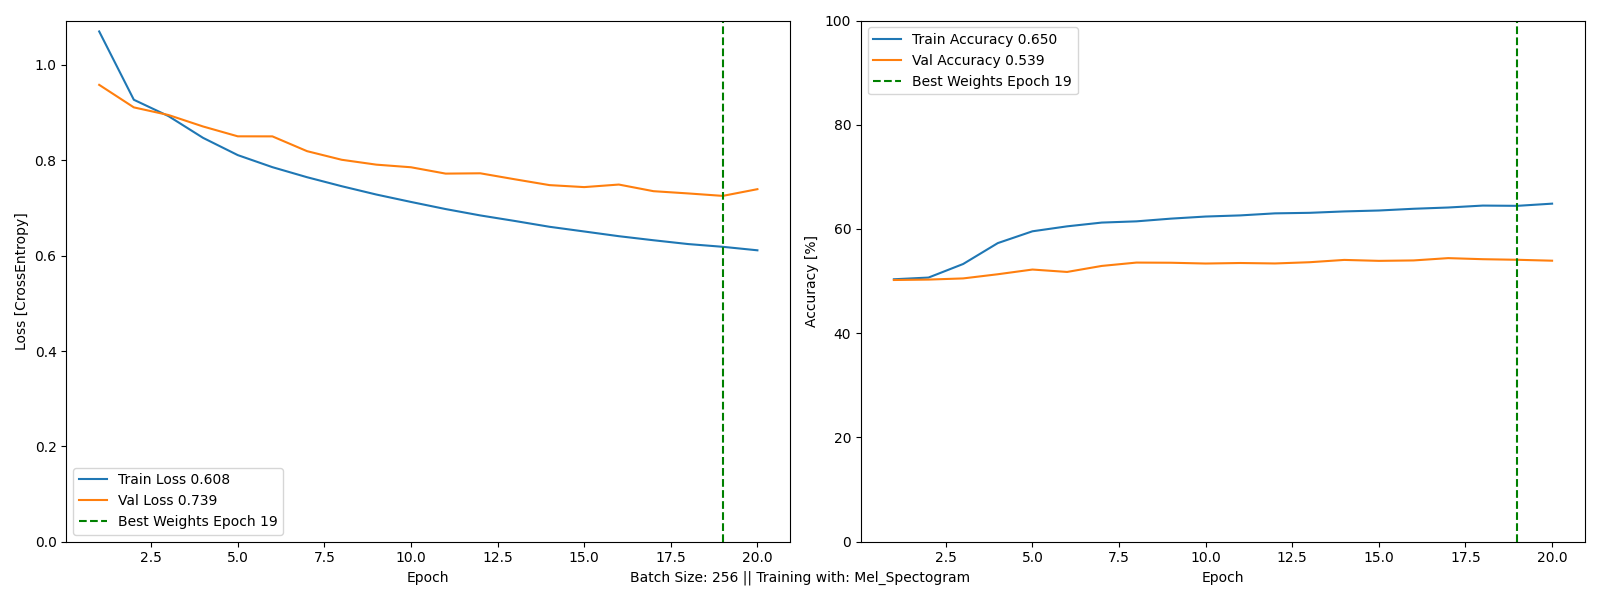 Loss [CrossEntropy]
1.0
0.8
0.6
0.4
0.2
0.0
Train Loss 0.608
Val Loss 0.739
Best Weights Epoch 19
2.5 5.0 7.5 10.0 12.5 15.0 17.5 20.0
Epoch
Accuracy [%]
100
80
60
40
20
0
Train Accuracy 0.650
Val Accuracy 0.539
Best Weights Epoch 19
2.5 5.0 7.5 10.0 12.5 15.0 17.5 20.0
Epoch
Batch Size: 256 || Training with: Mel_Spectogram